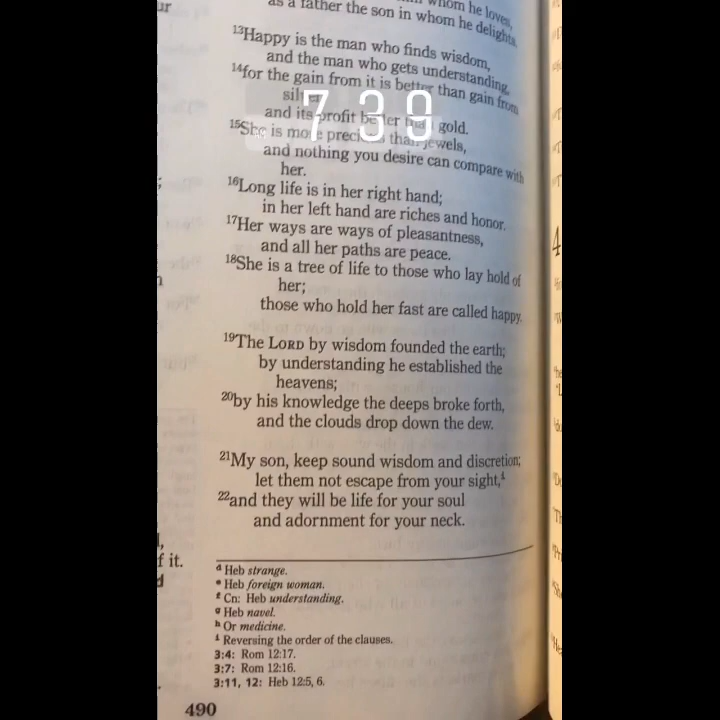 whom he loves,
as a father the son in whom he delights.
13Happy is the man who finds wisdom,
and the man who gets understanding,
14for the gain from it is better than gain from
silver
7 3 9
and its profit better than gold.
15She is more precious than jewels,
and nothing you desire can compare with
her.
16Long life is in her right hand;
in her left hand are riches and honor.
17Her ways are ways of pleasantness,
and all her paths are peace.
18She is a tree of life to those who lay hold of
her;
those who hold her fast are called happy.
19The LORD by wisdom founded the earth;
by understanding he established the
heavens;
20by his knowledge the deeps broke forth,
and the clouds drop down the dew.
21My son, keep sound wisdom and discretion;
let them not escape from your sight,i
22and they will be life for your soul
and adornment for your neck.
f it.
d Heb strange.
e Heb foreign woman.
f Cn: Heb understanding.
g Heb navel.
h Or medicine.
i Reversing the order of the clauses.
3:4: Rom 12:17.
3:7: Rom 12:16.
3:11, 12: Heb 12:5, 6.
490